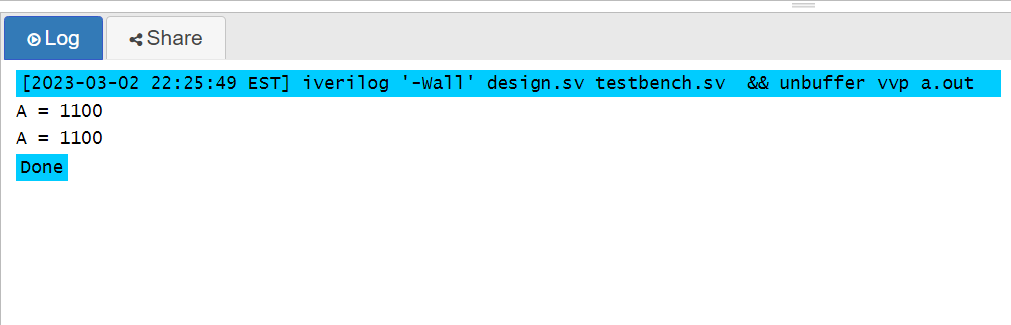 Log Share
[2023-03-02 22:25:49 EST] iverilog '-Wall' design.sv testbench.sv  && unbuffer vvp a.out
A = 1100
A = 1100
Done